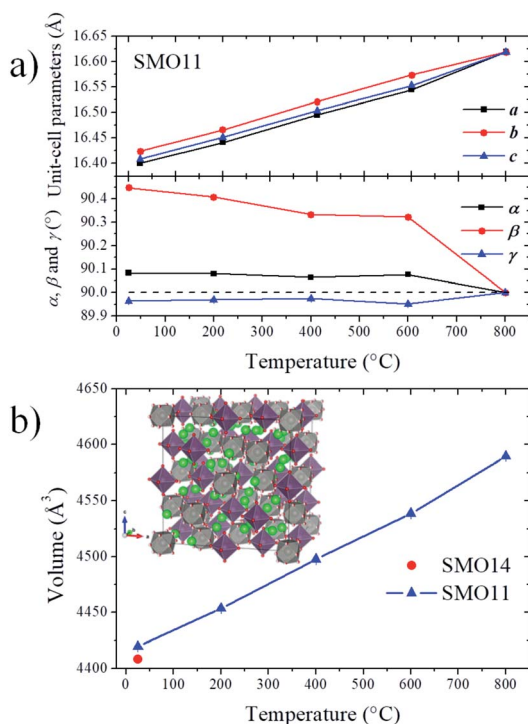 a)
SMO11
Unit-cell parameters (Å)
16.65
16.60
16.55
16.50
16.45
16.40
a
b
c
α, β and γ (°)
90.4
90.3
90.2
90.1
90.0
89.9
α
β
γ
0 100 200 300 400 500 600 700 800
Temperature (°C)
b)
Volume (Å³)
4650
4600
4550
4500
4450
4400
SMO14
SMO11
0 100 200 300 400 500 600 700 800
Temperature (°C)